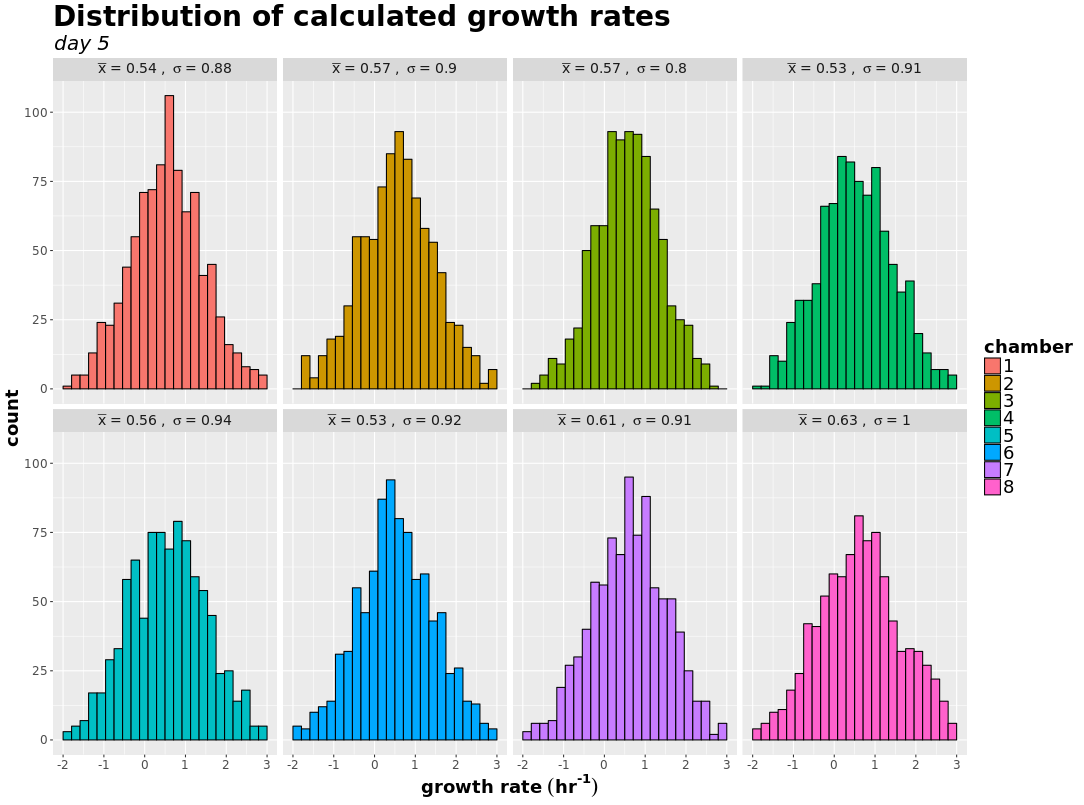 Distribution of calculated growth rates
day 5
x̅ = 0.54 , σ = 0.88
x̅ = 0.57 , σ = 0.9
x̅ = 0.57 , σ = 0.8
x̅ = 0.53 , σ = 0.91
100
75
50
25
0
x̅ = 0.56 , σ = 0.94
x̅ = 0.53 , σ = 0.92
x̅ = 0.61 , σ = 0.91
x̅ = 0.63 , σ = 1
100
75
50
25
0
-2 -1 0 1 2 3
-2 -1 0 1 2 3
-2 -1 0 1 2 3
-2 -1 0 1 2 3
count
growth rate (hr⁻¹)
chamber
1
2
3
4
5
6
7
8